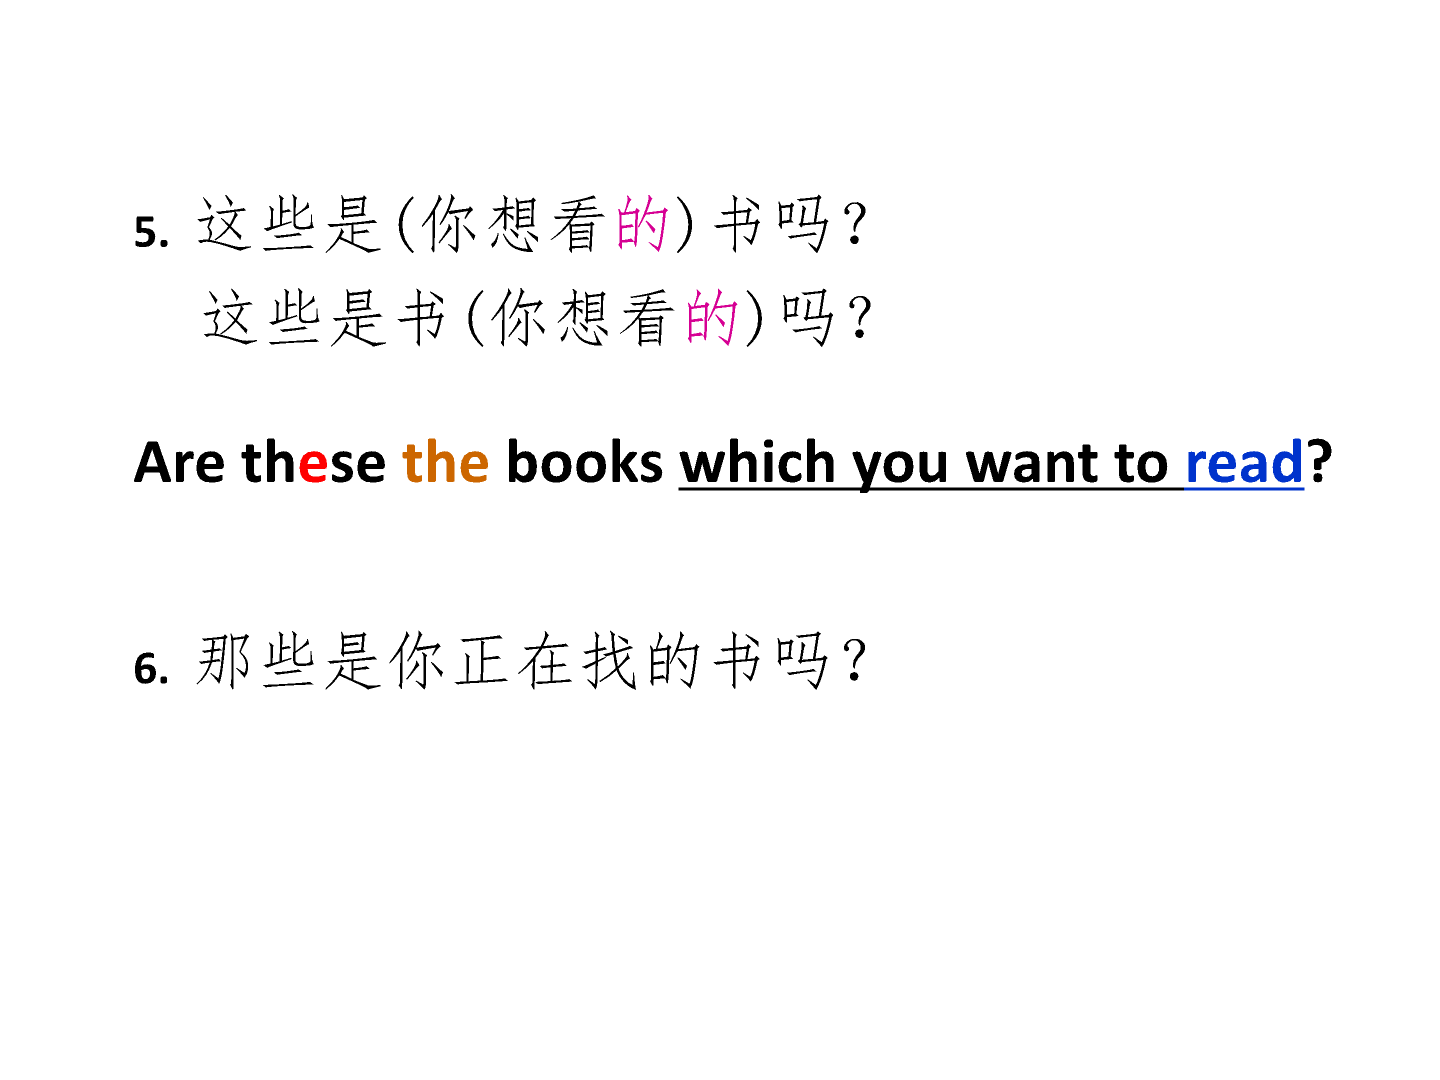 5. 这些是(你想看的)书吗？
这些是书(你想看的)吗？
Are these the books which you want to read?
6. 那些是你正在找的书吗？